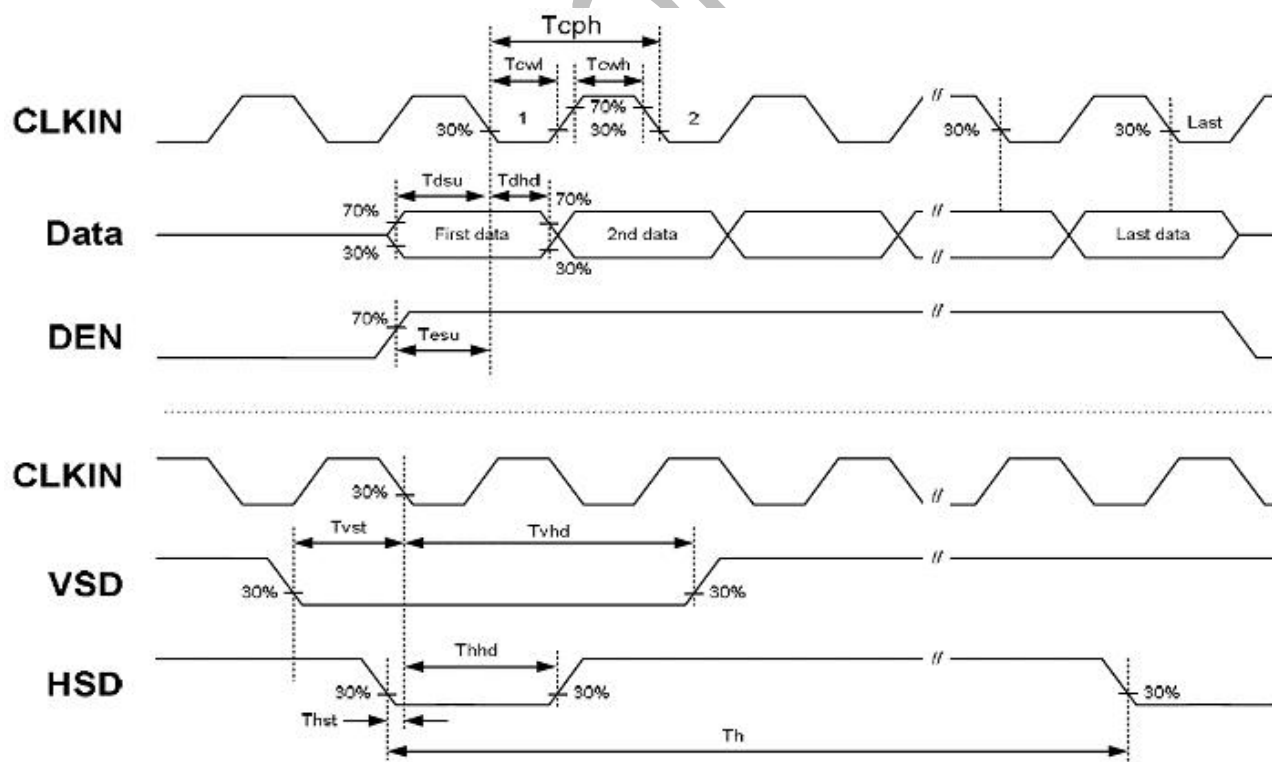 Tcph
Tcwl Tcwh
CLKIN 30% 1 70% 30% 2 30% 30% Last
Tdsu Tdhd
70% 70%
Data First data 2nd data Last data
30% 30%
70%
DEN Tesu
CLKIN 30%
Tvst Tvhd
VSD 30% 30%
Thhd
HSD 30% 30% 30%
Thst
Th